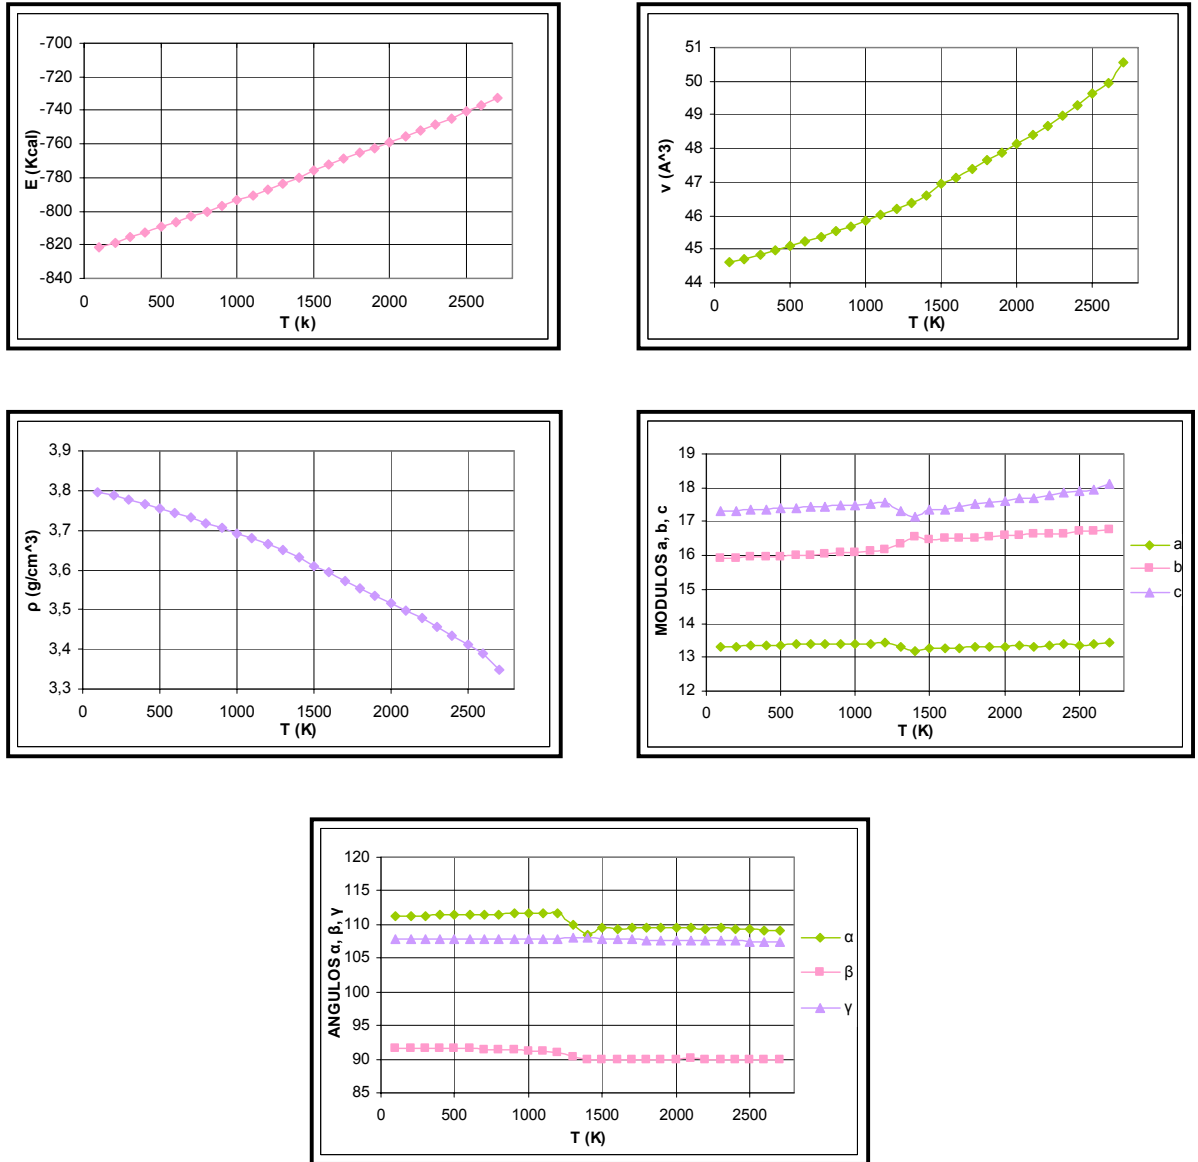 -700
-720
-740
-760
-780
-800
-820
-840
E (Kcal)
0 500 1000 1500 2000 2500
T (k)
51
50
49
48
47
46
45
44
v (A^3)
0 500 1000 1500 2000 2500
T (K)
3,9
3,8
3,7
3,6
3,5
3,4
3,3
ρ (g/cm^3)
0 500 1000 1500 2000 2500
T (K)
19
18
17
16
15
14
13
12
MODULOS a, b, c
0 500 1000 1500 2000 2500
T (K)
a
b
c
120
115
110
105
100
95
90
85
ANGULOS α, β, γ
0 500 1000 1500 2000 2500
T (K)
α
β
γ